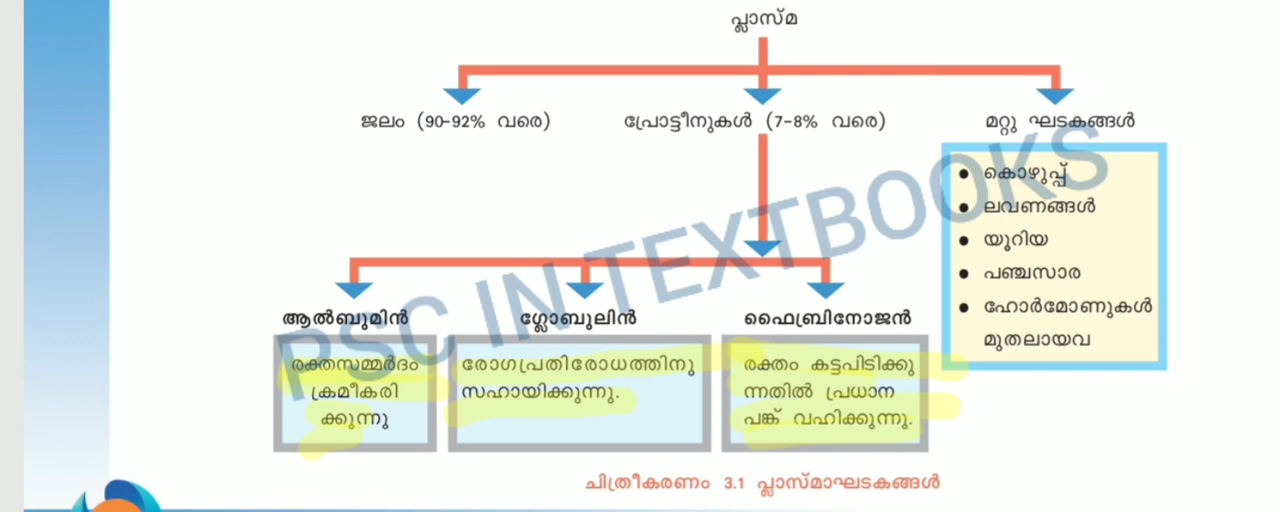 പ്ലാസ്മ
ജലം (90-92% വരെ)
പ്രോട്ടീനുകൾ (7-8% വരെ)
മറ്റു ഘടകങ്ങൾ
• കൊഴുപ്പ്
• ലവണങ്ങൾ
• യൂറിയ
• പഞ്ചസാര
• ഹോർമോണുകൾ
മുതലായവ
ആൽബുമിൻ
രക്തസമ്മർദം
ക്രമീകരി
ക്കുന്നു
ഗ്ലോബുലിൻ
രോഗപ്രതിരോധത്തിനു
സഹായിക്കുന്നു.
ഫൈബ്രിനോജൻ
രക്തം കട്ടപിടിക്കു
ന്നതിൽ പ്രധാന
പങ്ക് വഹിക്കുന്നു.
ചിത്രീകരണം 3.1 പ്ലാസ്മാഘടകങ്ങൾ
PSC IN TEXTBOOKS